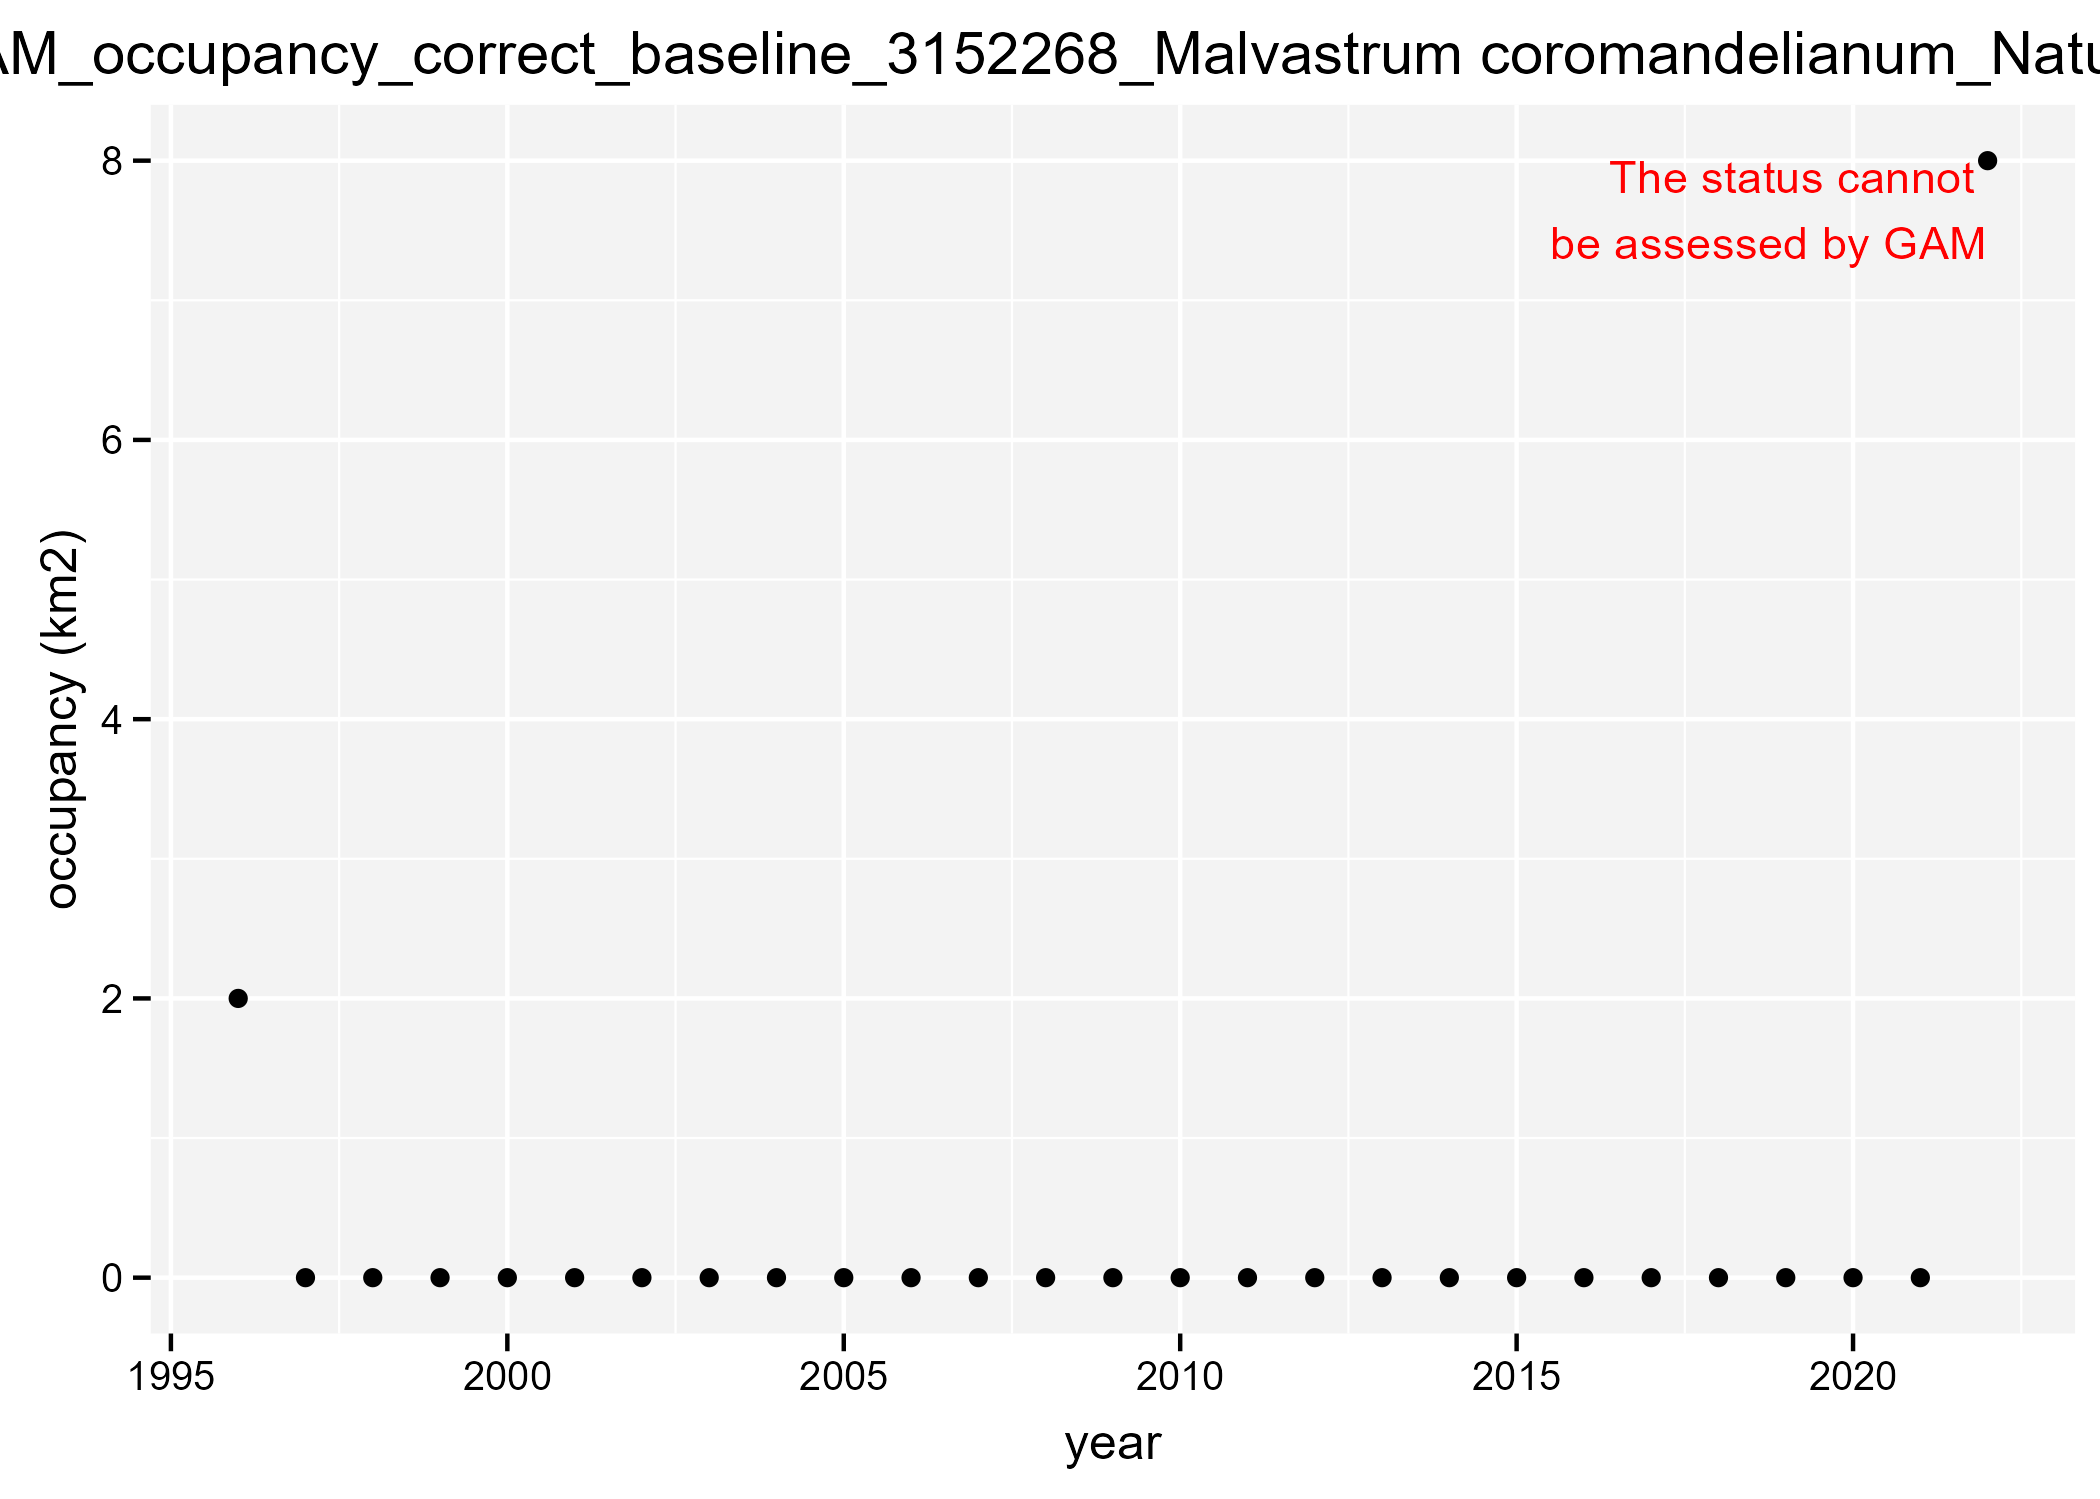 AM_occupancy_correct_baseline_3152268_Malvastrum coromandelianum_Natu
The status cannot
be assessed by GAM
8
6
4
2
0
occupancy (km2)
1995 2000 2005 2010 2015 2020
year